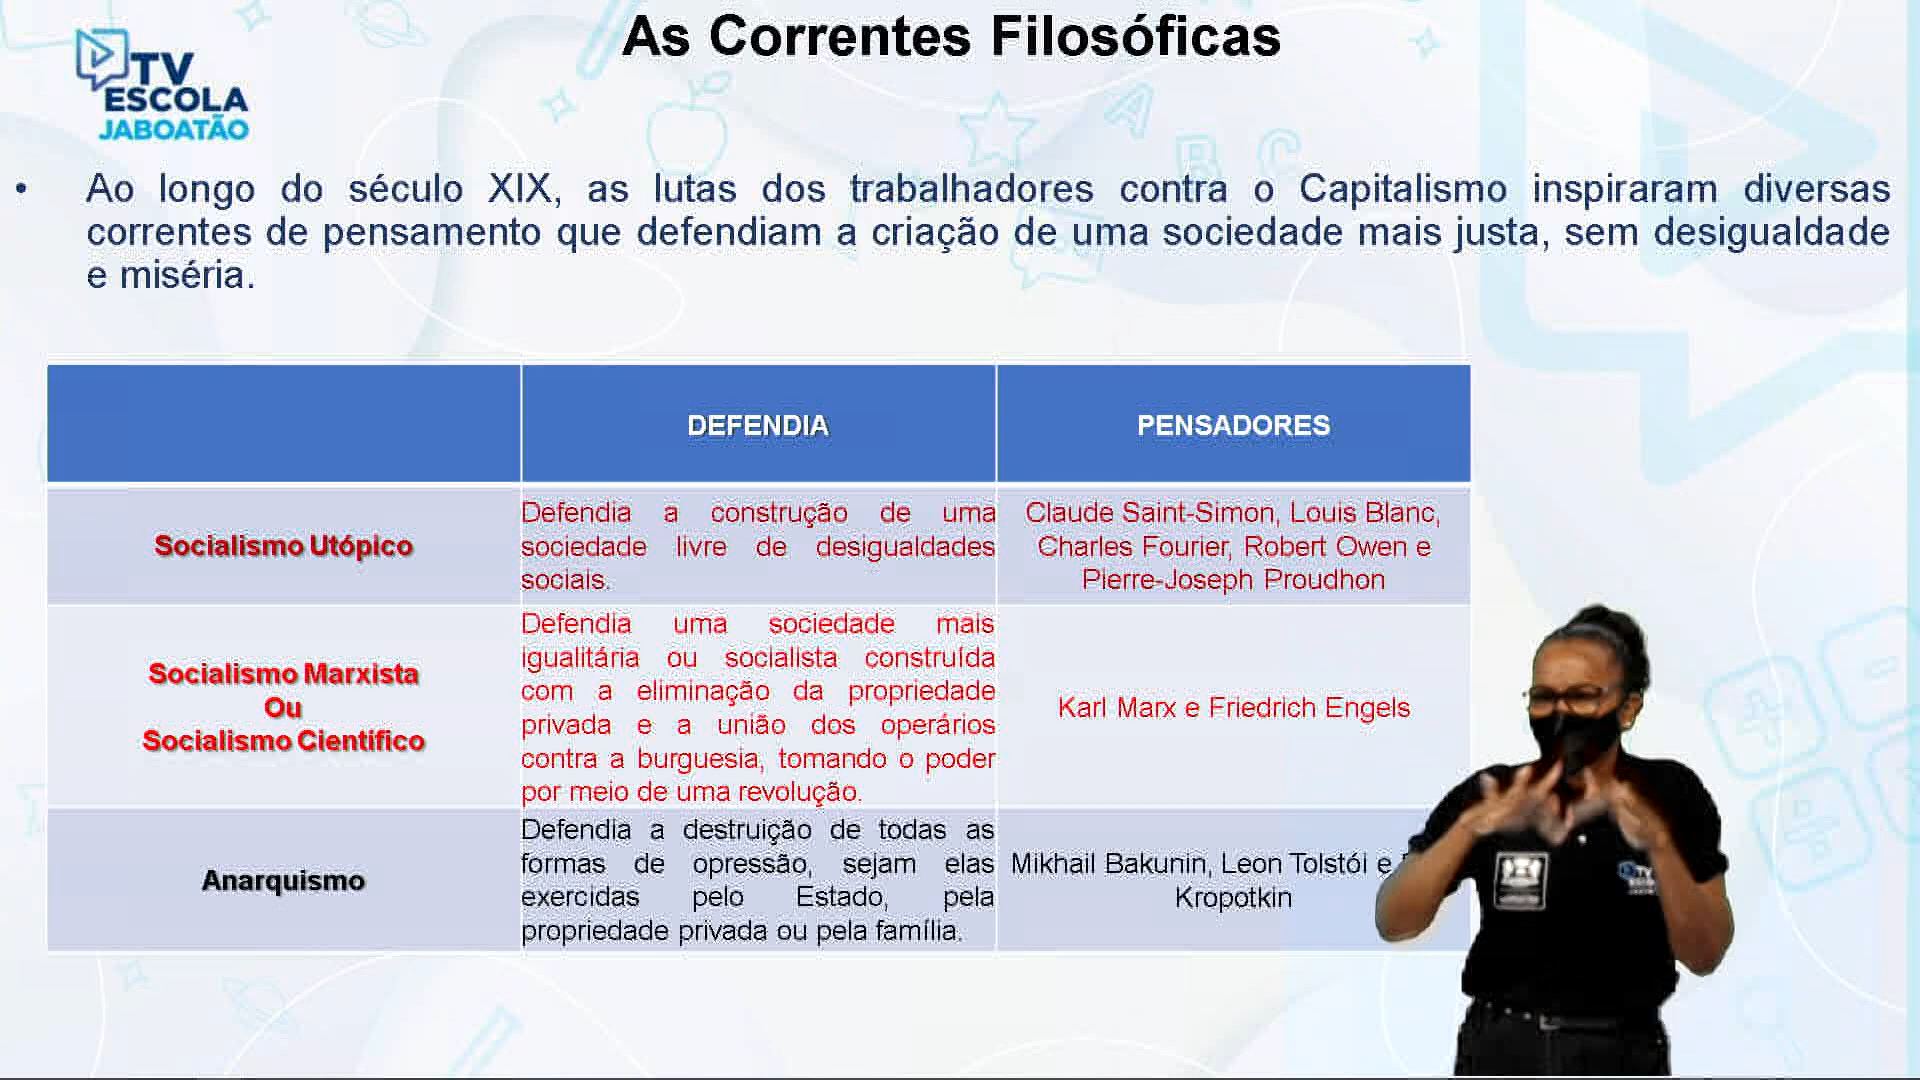 As Correntes Filosóficas
TV
ESCOLA
JABOATÃO
• Ao longo do século XIX, as lutas dos trabalhadores contra o Capitalismo inspiraram diversas
correntes de pensamento que defendiam a criação de uma sociedade mais justa, sem desigualdade
e miséria.
DEFENDIA
PENSADORES
Socialismo Utópico
Defendia a construção de uma
sociedade livre de desigualdades
sociais.
Claude Saint-Simon, Louis Blanc,
Charles Fourier, Robert Owen e
Pierre-Joseph Proudhon
Socialismo Marxista
Ou
Socialismo Científico
Defendia uma sociedade mais
igualitária ou socialista construída
com a eliminação da propriedade
privada e a união dos operários
contra a burguesia, tomando o poder
por meio de uma revolução.
Karl Marx e Friedrich Engels
Anarquismo
Defendia a destruição de todas as
formas de opressão, sejam elas
exercidas pelo Estado, pela
propriedade privada ou pela família.
Mikhail Bakunin, Leon Tolstói e
Kropotkin